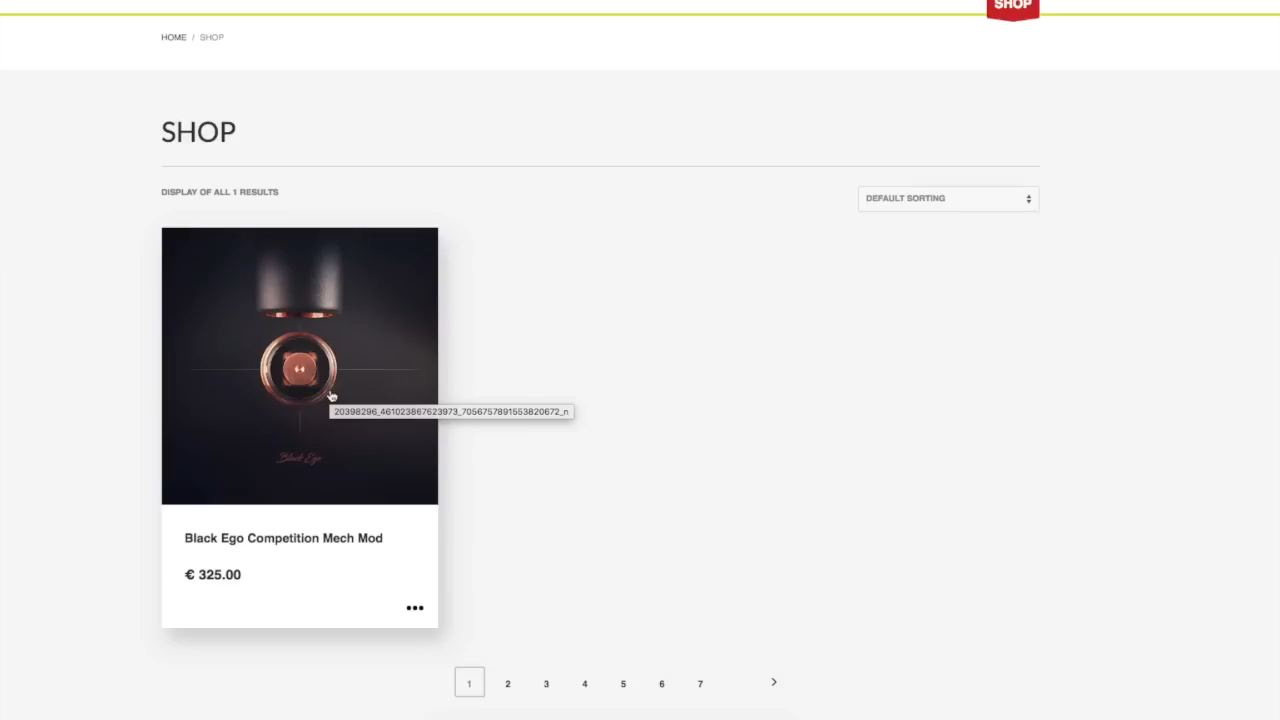 SHOP
HOME / SHOP
SHOP
DISPLAY OF ALL 1 RESULTS
DEFAULT SORTING
20398296_461023867623973_7056757891553820672_n
Black Ego
Black Ego Competition Mech Mod
€ 325.00
1 2 3 4 5 6 7